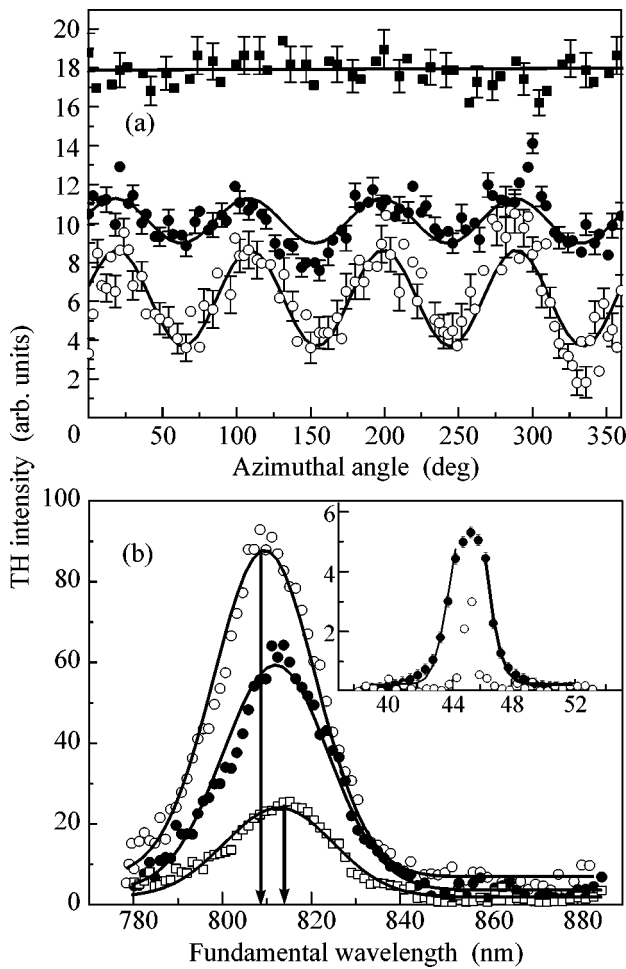 20
18
16
(a)
14
12
10
8
6
4
2
0
50 100 150 200 250 300 350
Azimuthal angle (deg)
TH intensity (arb. units)
100
(b)
80
60
40
20
0
6
4
2
40 44 48 52
780 800 820 840 860 880
Fundamental wavelength (nm)